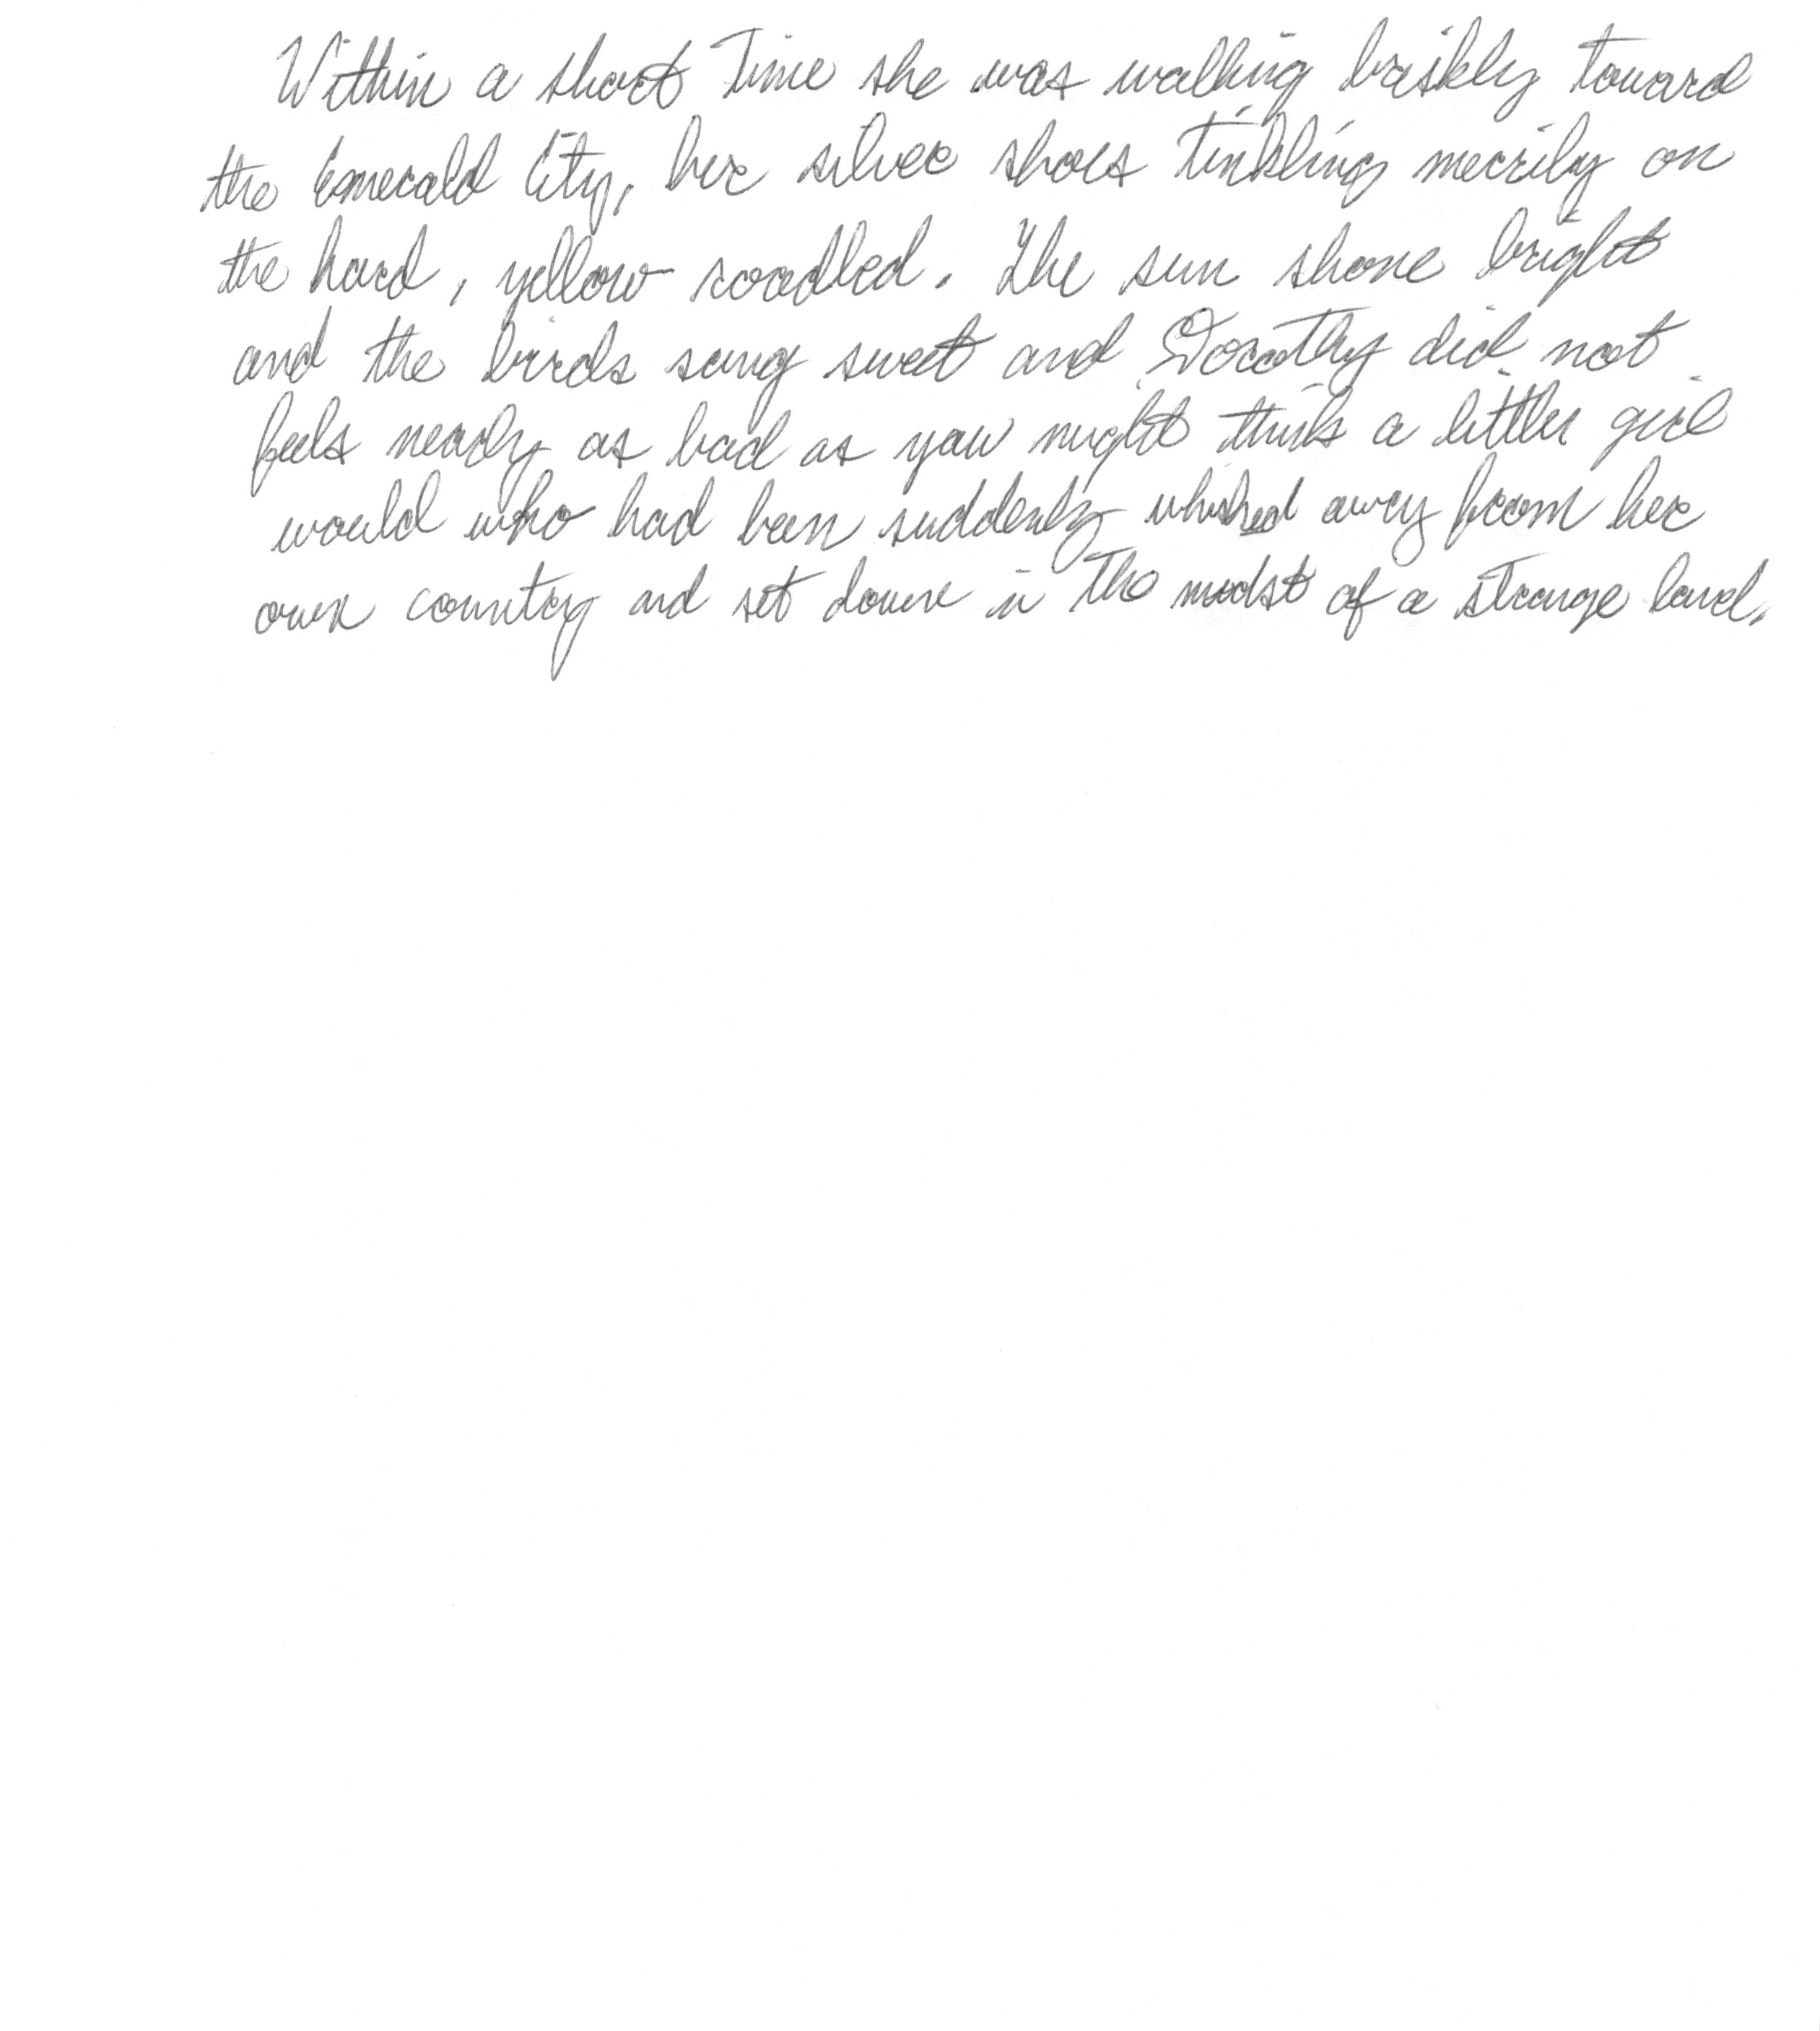 Within a short time she was walking briskly toward
the Emerald City, her silver shoes tinkling merrily on
the hard, yellow roadbed. The sun shone bright
and the birds sang sweet and Dorothy did not
feels nearly as bad as you might think a little girl
would who had been suddenly whisked away from her
own country and set down in the midst of a strange land.